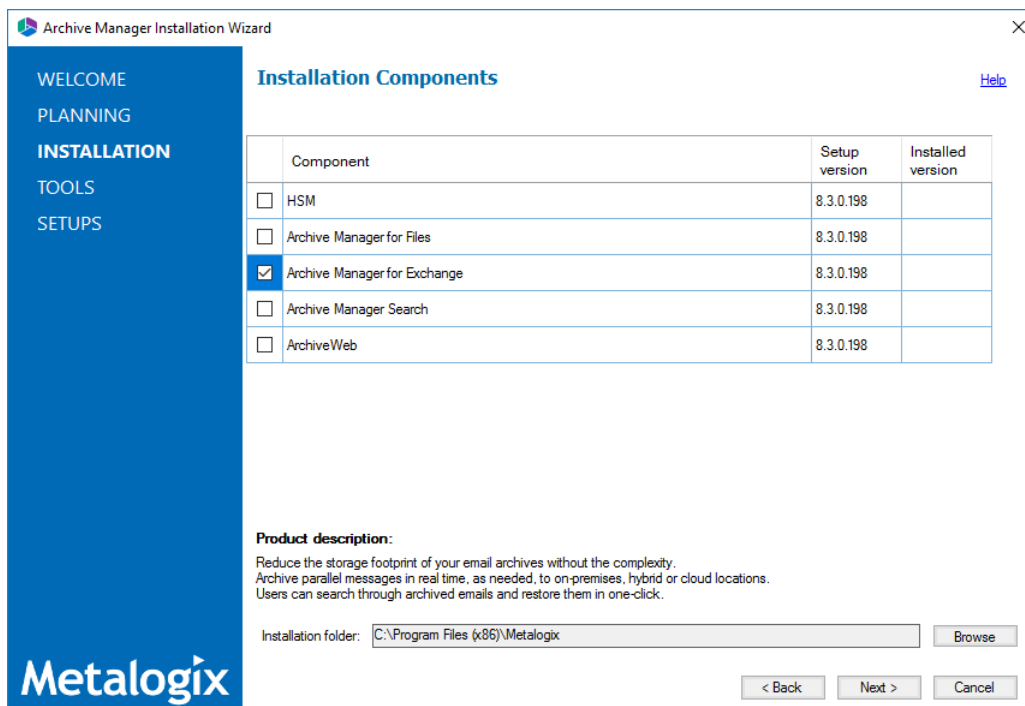 Archive Manager Installation Wizard
WELCOME
PLANNING
INSTALLATION
TOOLS
SETUPS
Installation Components
Help
Component
Setup version
Installed version
HSM 8.3.0.198
Archive Manager for Files 8.3.0.198
Archive Manager for Exchange 8.3.0.198
Archive Manager Search 8.3.0.198
ArchiveWeb 8.3.0.198
Product description:
Reduce the storage footprint of your email archives without the complexity.
Archive parallel messages in real time, as needed, to on-premises, hybrid or cloud locations.
Users can search through archived emails and restore them in one-click.
Installation folder: C:\Program Files (x86)\Metalogix Browse
Metalogix
< Back Next > Cancel